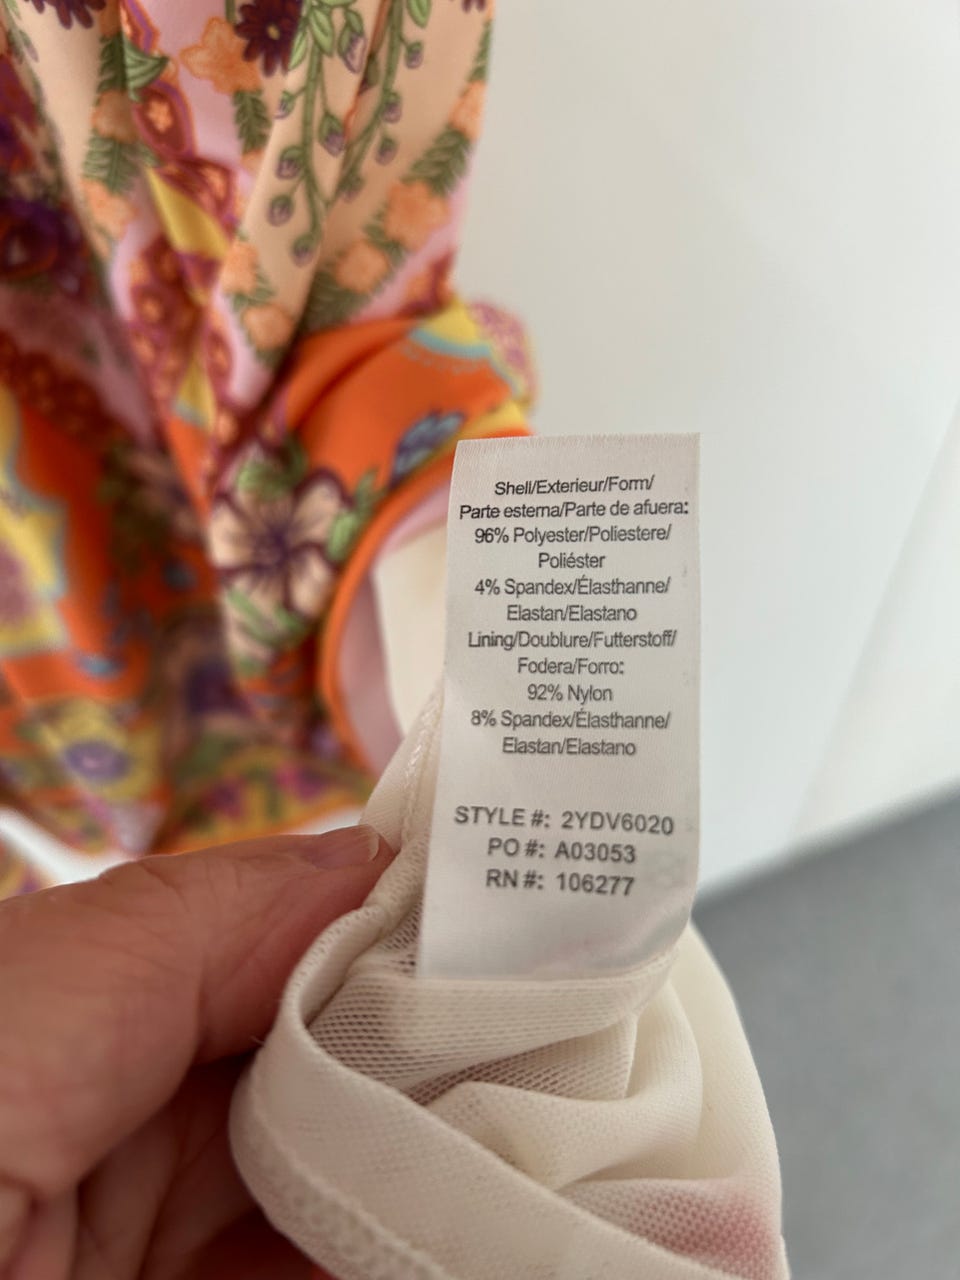 Shell/Exterieur/Form/
Parte esterna/Parte de afuera:
96% Polyester/Poliestere/
Poliéster
4% Spandex/Élasthanne/
Elastan/Elastano
Lining/Doublure/Futterstoff/
Fodera/Forro:
92% Nylon
8% Spandex/Élasthanne/
Elastan/Elastano
STYLE #: 2YDV6020
PO #: A03053
RN #: 106277